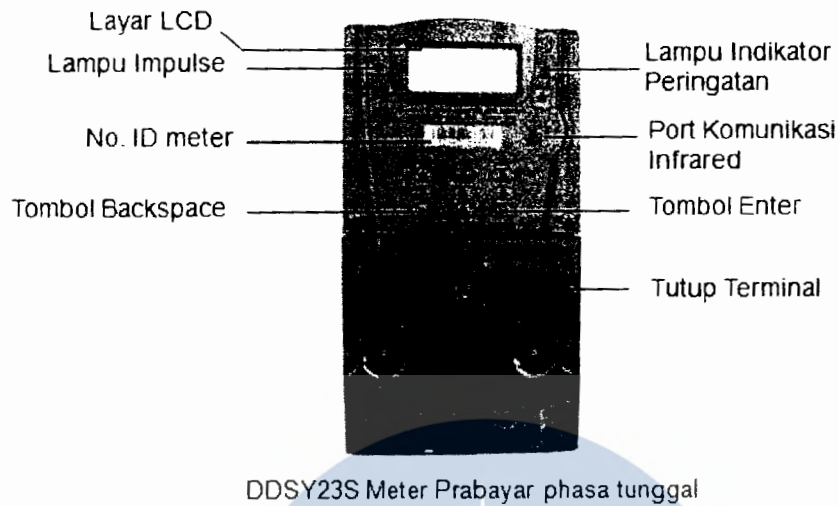 Layar LCD
Lampu Impulse
No. ID meter
Tombol Backspace
Lampu Indikator
Peringatan
Port Komunikasi
Infrared
Tombol Enter
Tutup Terminal
DDSY23S Meter Prabayar phasa tunggal